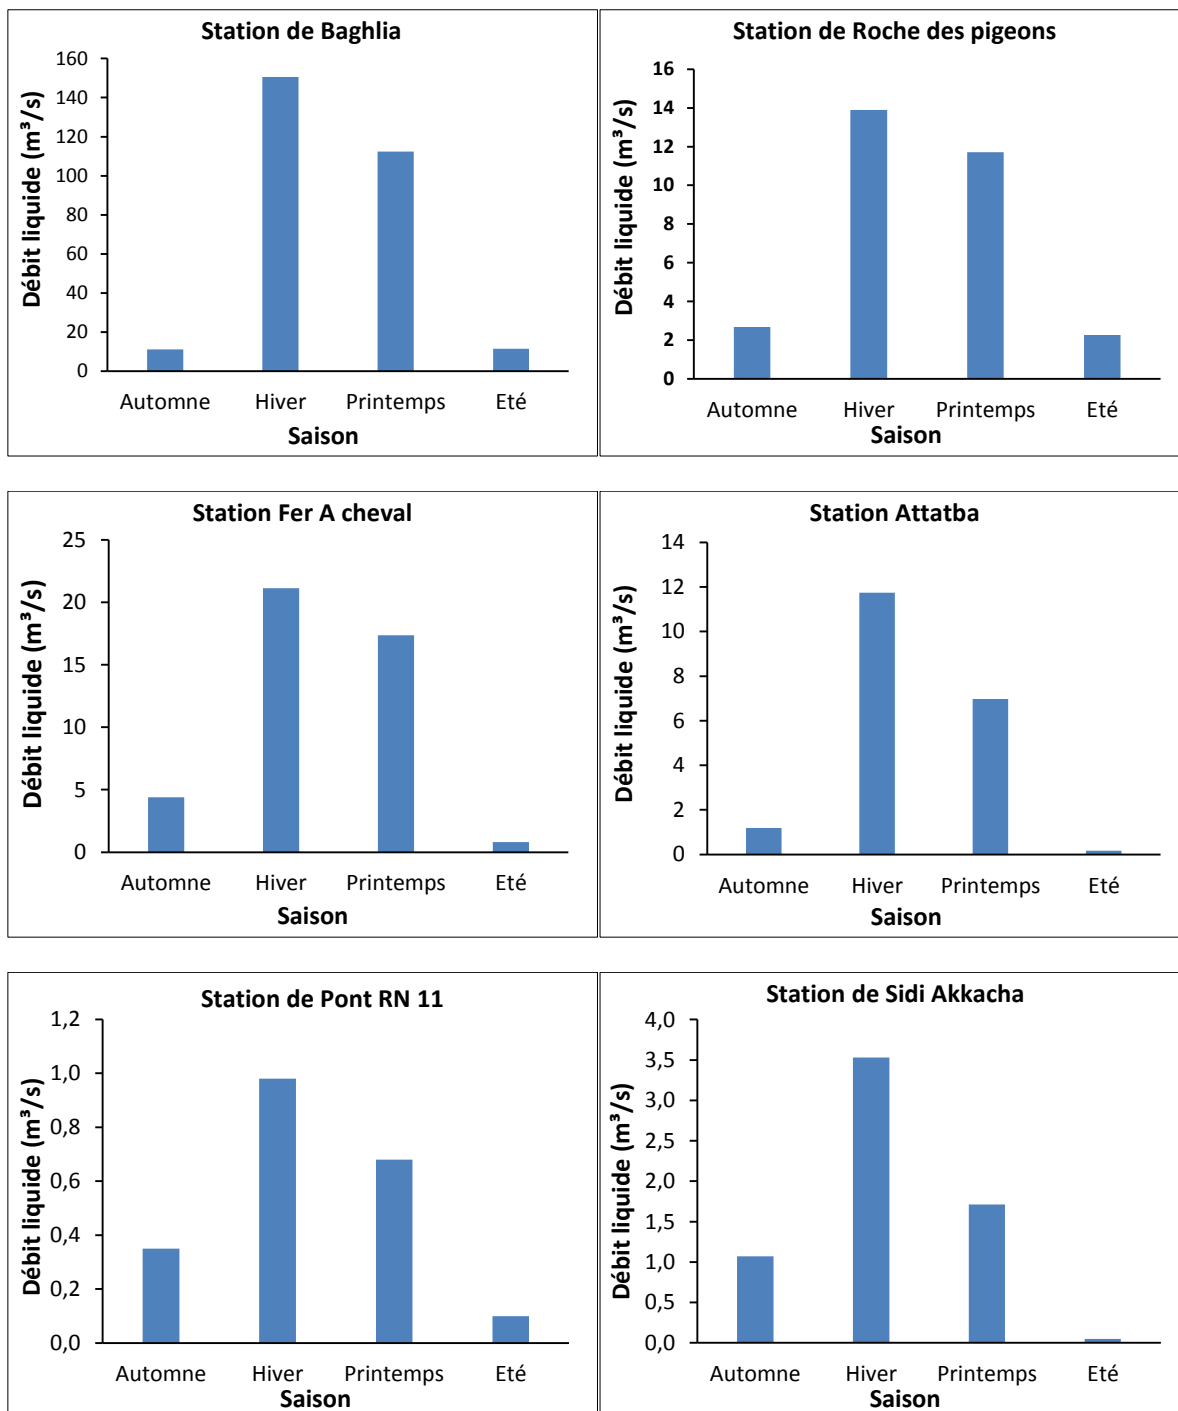 Station de Baghlia
Débit liquide (m³/s)
160
140
120
100
80
60
40
20
0
Automne Hiver Printemps Eté
Saison
Station de Roche des pigeons
Débit liquide (m³/s)
16
14
12
10
8
6
4
2
0
Automne Hiver Printemps Eté
Saison
Station Fer A cheval
Débit liquide (m³/s)
25
20
15
10
5
0
Automne Hiver Printemps Eté
Saison
Station Attatba
Débit liquide (m³/s)
14
12
10
8
6
4
2
0
Automne Hiver Printemps Eté
Saison
Station de Pont RN 11
Débit liquide (m³/s)
1,2
1,0
0,8
0,6
0,4
0,2
0,0
Automne Hiver Printemps Eté
Saison
Station de Sidi Akkacha
Débit liquide (m³/s)
4,0
3,5
3,0
2,5
2,0
1,5
1,0
0,5
0,0
Automne Hiver Printemps Eté
Saison